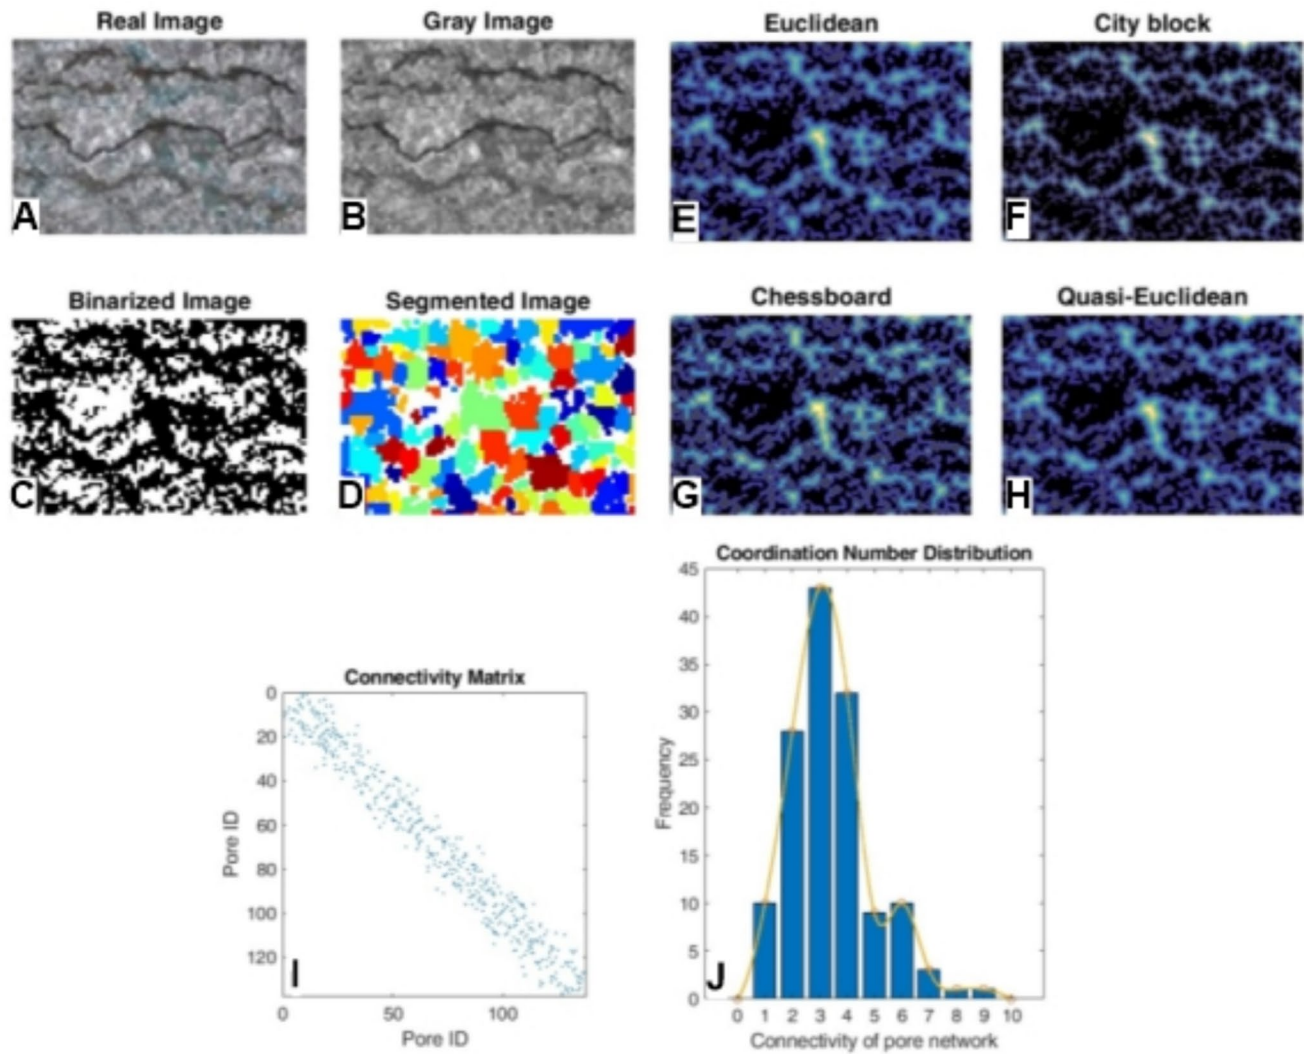 Real Image
Gray Image
Euclidean
City block
A
B
E
F
Binarized Image
Segmented Image
Chessboard
Quasi-Euclidean
C
D
G
H
Connectivity Matrix
0
20
40
60
80
100
120
Pore ID
I
0 50 100
Pore ID
Coordination Number Distribution
45
40
35
30
25
20
15
10
5
0
Frequency
J
0 1 2 3 4 5 6 7 8 9 10
Connectivity of pore network